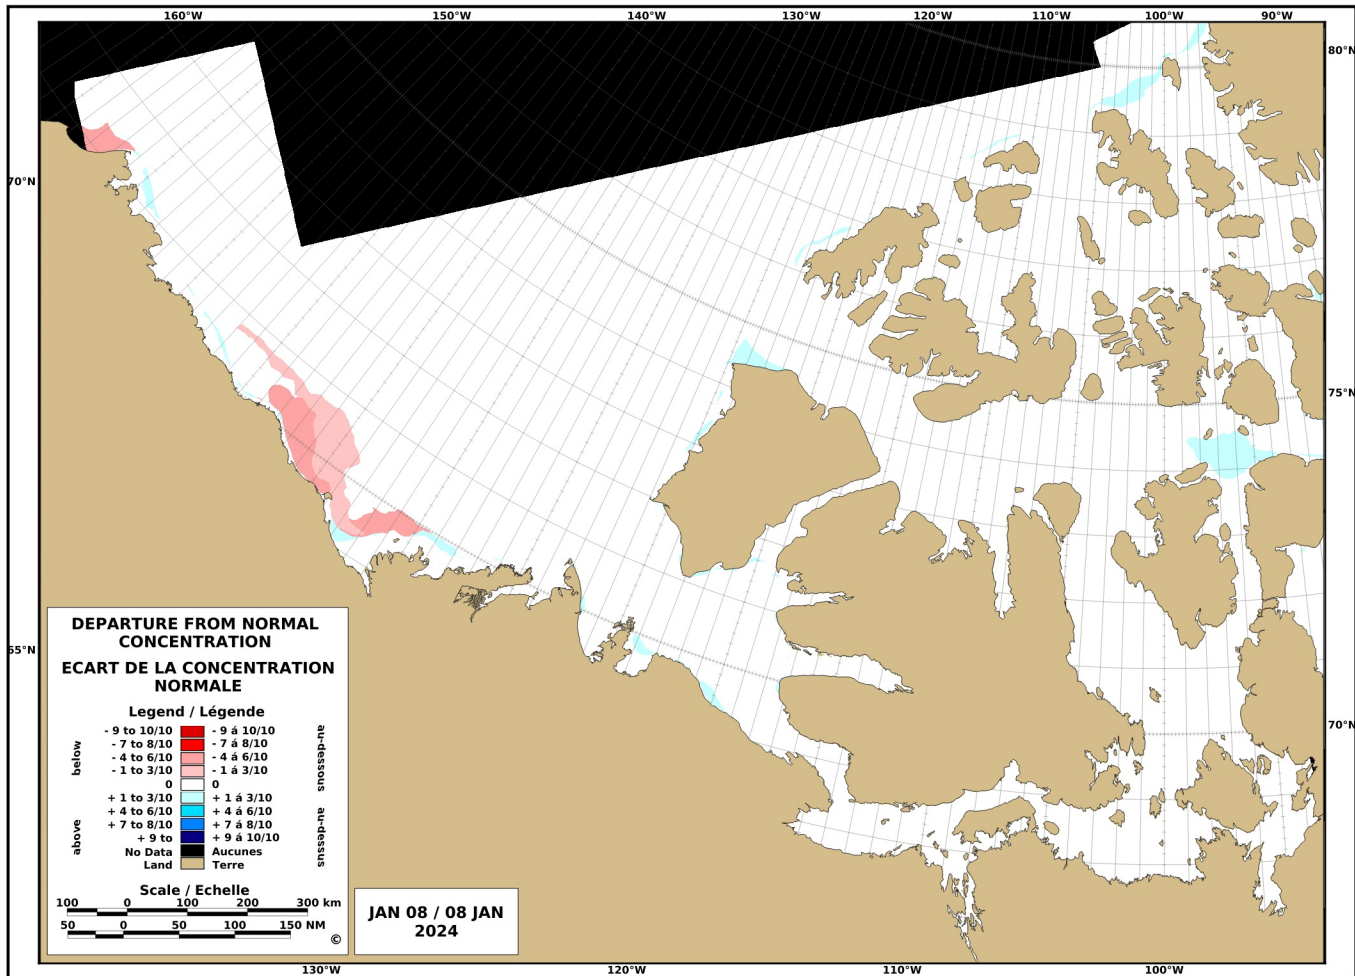 160°W 150°W 140°W 130°W 120°W 110°W 100°W 90°W
80°N
70°N
75°N
65°N
70°N
DEPARTURE FROM NORMAL
CONCENTRATION
ECART DE LA CONCENTRATION
NORMALE
Legend / Légende
below
au-dessous
- 9 to 10/10 - 9 á 10/10
- 7 to 8/10 - 7 á 8/10
- 4 to 6/10 - 4 á 6/10
- 1 to 3/10 - 1 á 3/10
0 0
+ 1 to 3/10 + 1 á 3/10
+ 4 to 6/10 + 4 á 6/10
+ 7 to 8/10 + 7 á 8/10
+ 9 to + 9 á 10/10
above
au-dessus
No Data Aucunes
Land Terre
Scale / Echelle
100 0 100 200 300 km
50 0 50 100 150 NM
©
JAN 08 / 08 JAN
2024
130°W 120°W 110°W 100°W